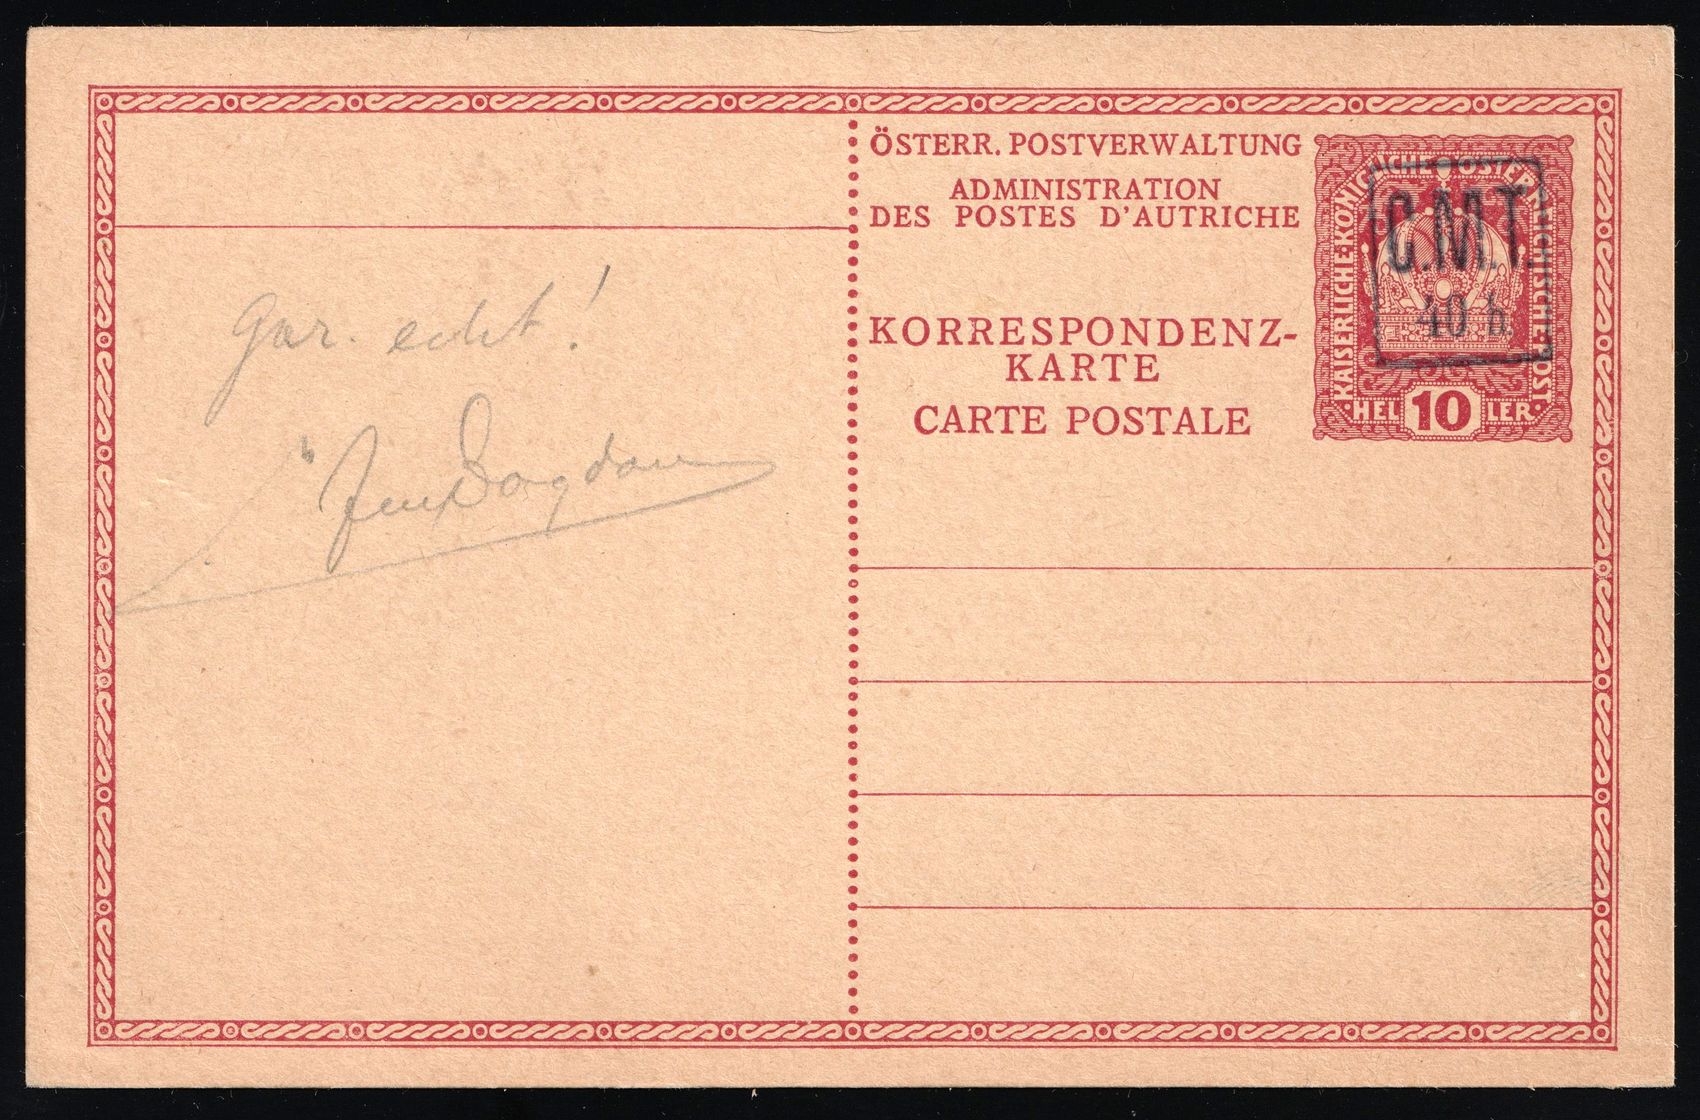 ÖSTERR. POSTVERWALTUNG
ADMINISTRATION
DES POSTES D'AUTRICHE
KORRESPONDENZ-
KARTE
CARTE POSTALE
KAISERLICHE·KÖNIGLICHE·ÖSTERREICHISCHE·POST
C.M.T.
40 h.
HEL 10 LER
Gar. echt!